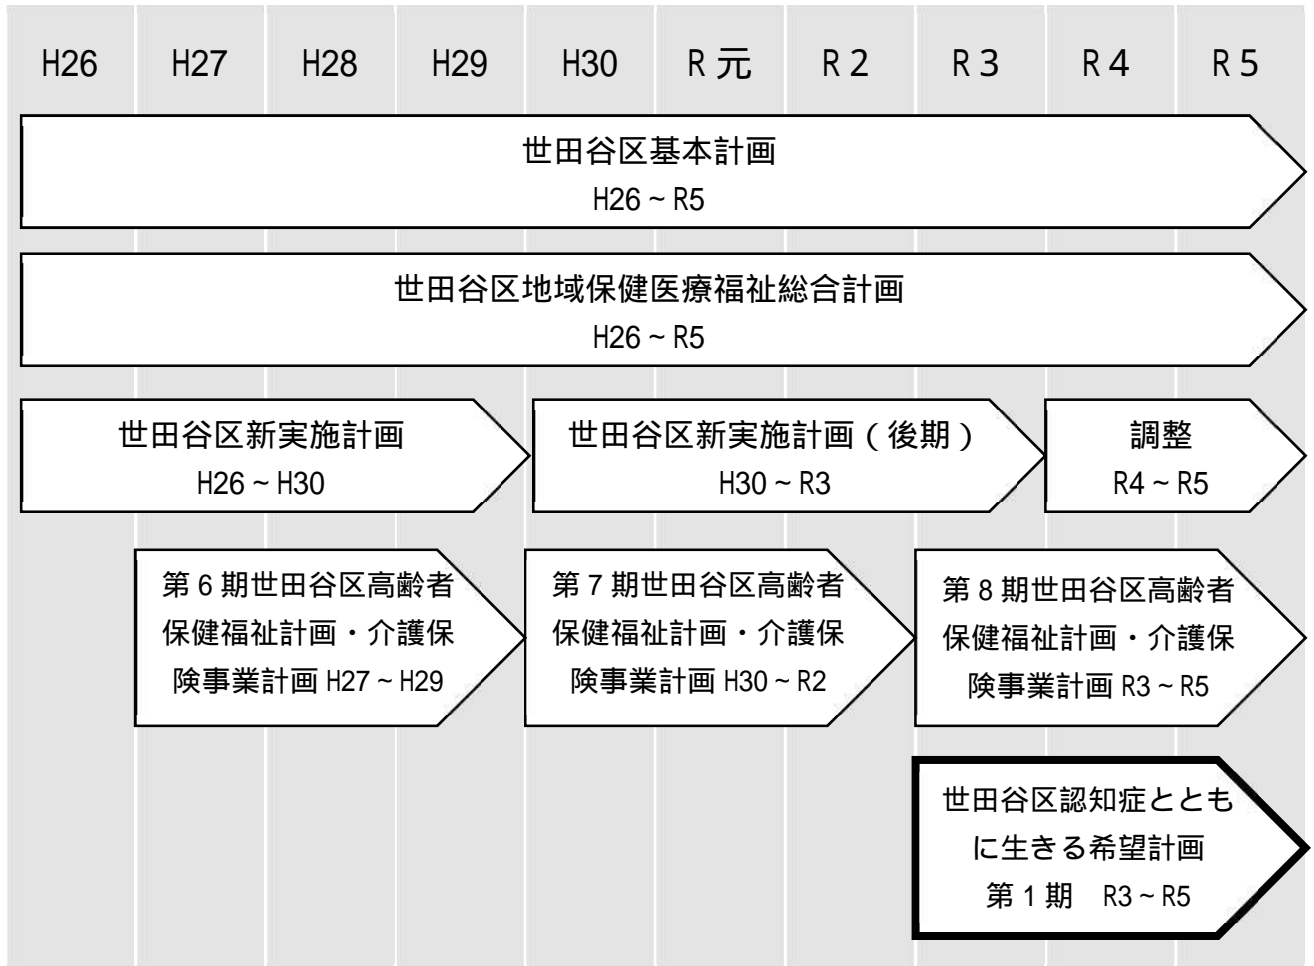 H26 H27 H28 H29 H30 R元 R2 R3 R4 R5
世田谷区基本計画
H26～R5
世田谷区地域保健医療福祉総合計画
H26～R5
世田谷区新実施計画
H26～H30
世田谷区新実施計画（後期）
H30～R3
調整
R4～R5
第6期世田谷区高齢者
保健福祉計画・介護保
険事業計画 H27～H29
第7期世田谷区高齢者
保健福祉計画・介護保
険事業計画 H30～R2
第8期世田谷区高齢者
保健福祉計画・介護保
険事業計画 R3～R5
世田谷区認知症ととも
に生きる希望計画
第1期　R3～R5